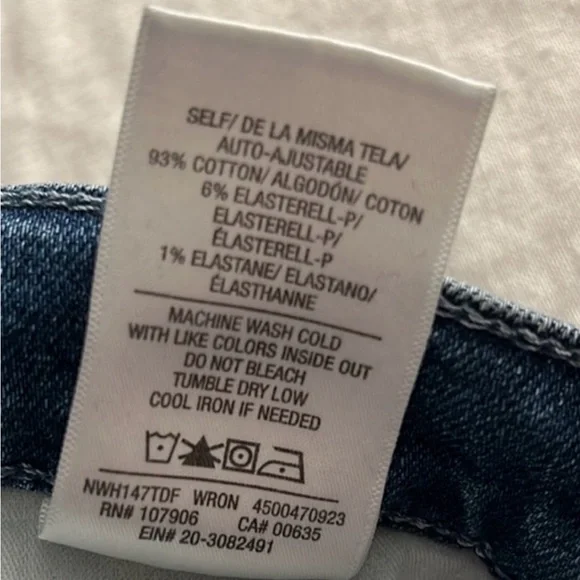 SELF/ DE LA MISMA TELA/
AUTO-AJUSTABLE
93% COTTON/ ALGODÓN/ COTON
6% ELASTERELL-P/
ELASTERELL-P/
ÉLASTERELL-P
1% ELASTANE/ ELASTANO/
ÉLASTHANNE
MACHINE WASH COLD
WITH LIKE COLORS INSIDE OUT
DO NOT BLEACH
TUMBLE DRY LOW
COOL IRON IF NEEDED
NWH147TDF WRON 4500470923
RN# 107906 CA# 00635
EIN# 20-3082491